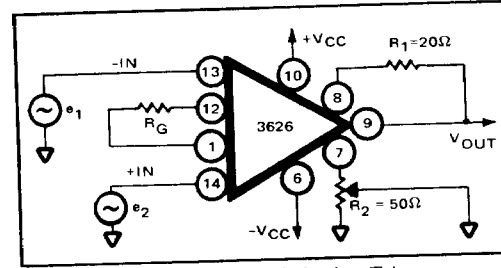 +VCC
R1=20Ω
-IN
13
10
8
e1
RG
12
3626
9
VOUT
1
7
+IN
14
6
R2 = 50Ω
e2
-VCC